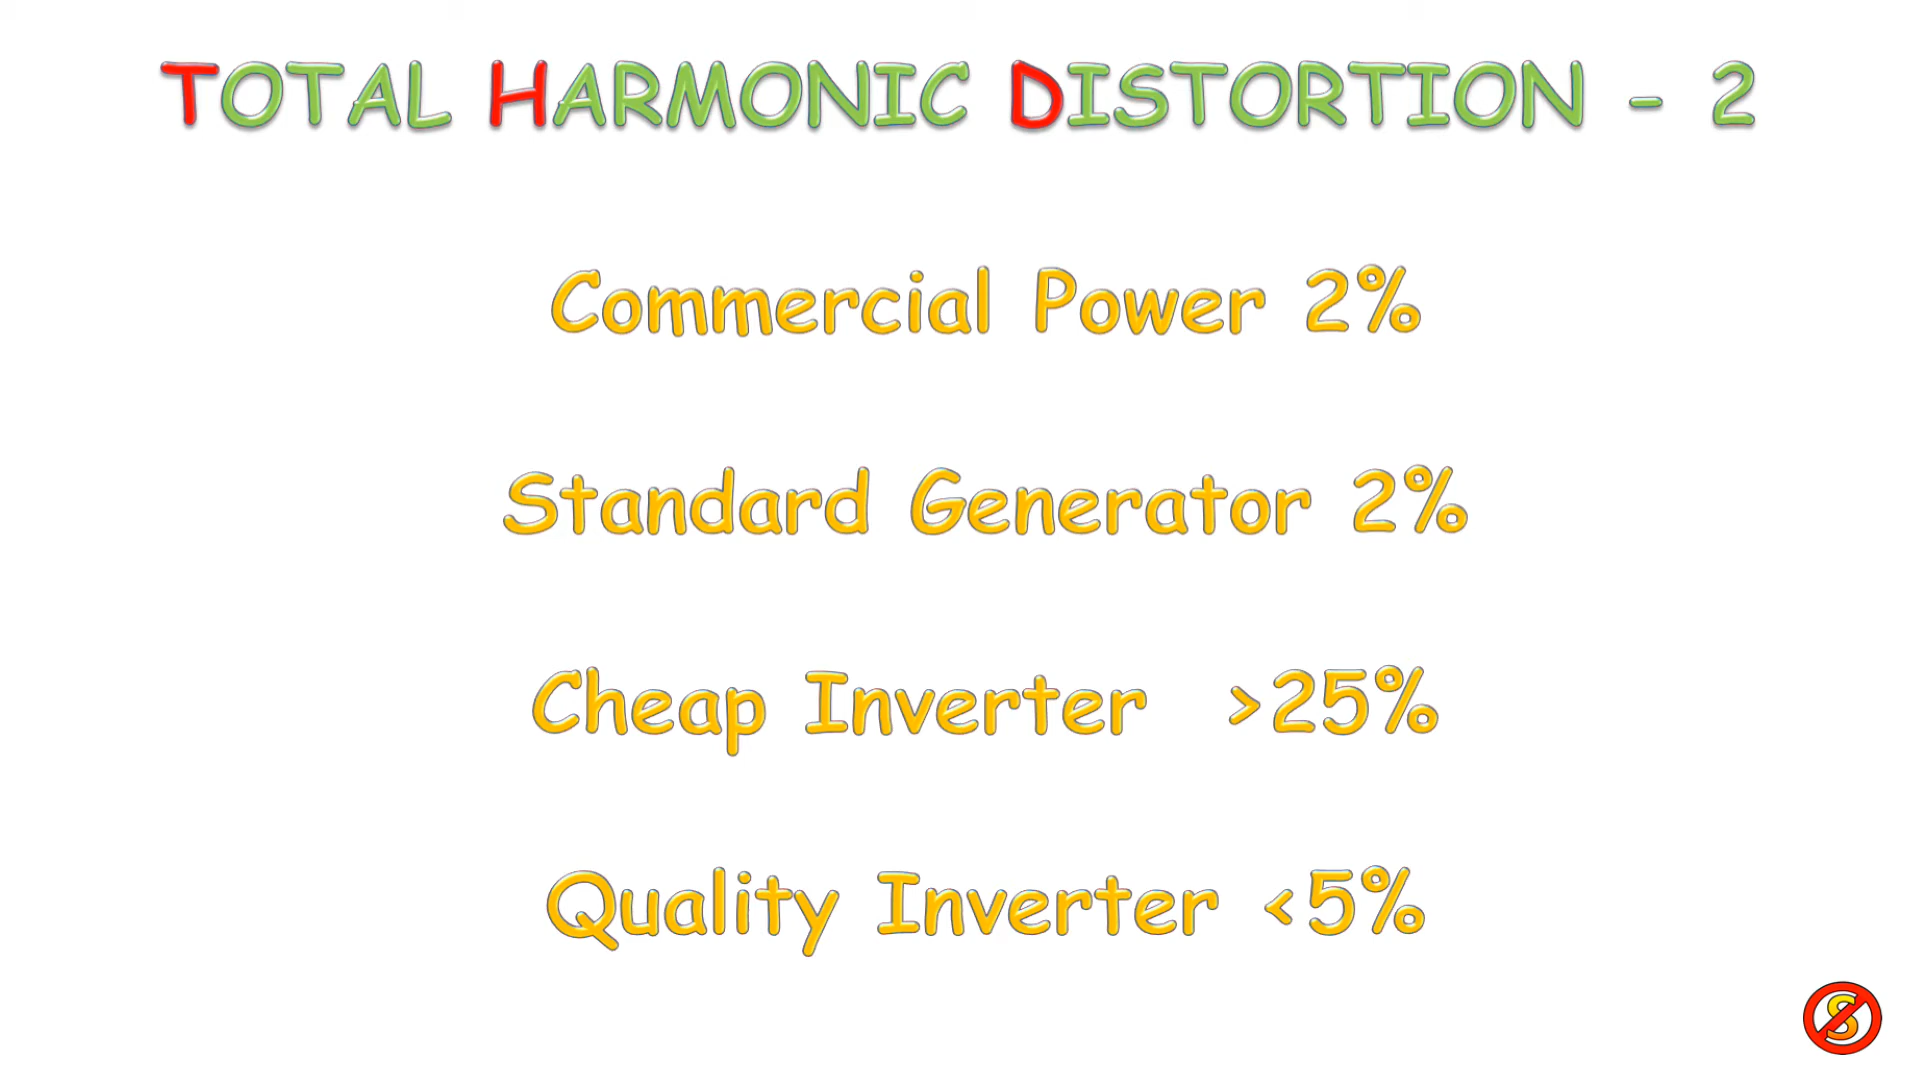 TOTAL HARMONIC DISTORTION - 2
Commercial Power 2%
Standard Generator 2%
Cheap Inverter >25%
Quality Inverter <5%
S